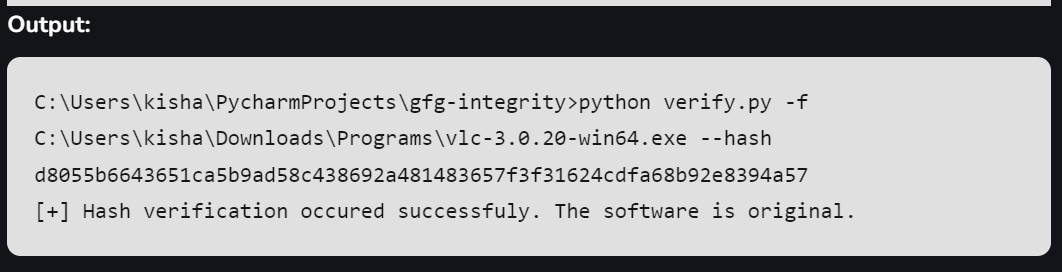 Output:
C:\Users\kisha\PycharmProjects\gfg-integrity>python verify.py -f
C:\Users\kisha\Downloads\Programs\vlc-3.0.20-win64.exe --hash
d8055b6643651ca5b9ad58c438692a481483657f3f31624cdfa68b92e8394a57
[+] Hash verification occured successfuly. The software is original.